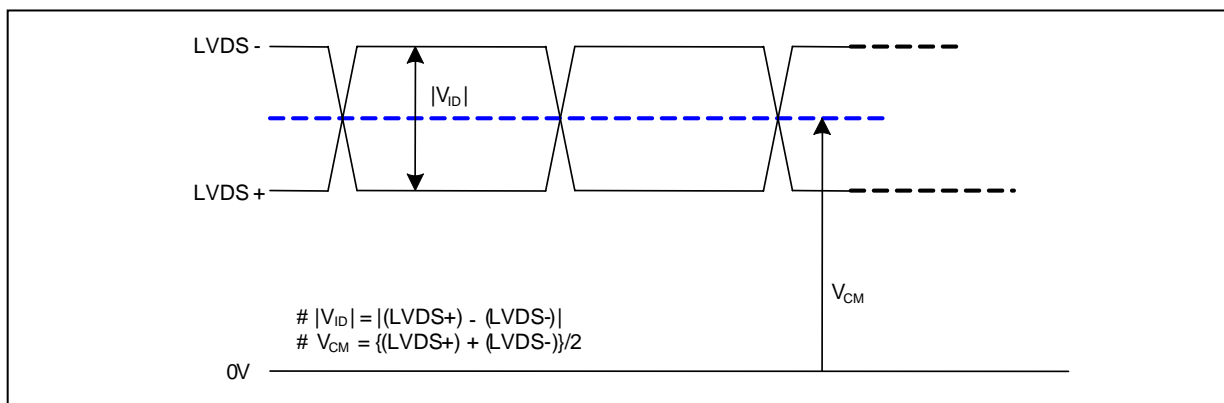 LVDS -
|VID|
LVDS +
VCM
# |VID| = |(LVDS+) - (LVDS-)|
# VCM = {(LVDS+) + (LVDS-)}/2
0V